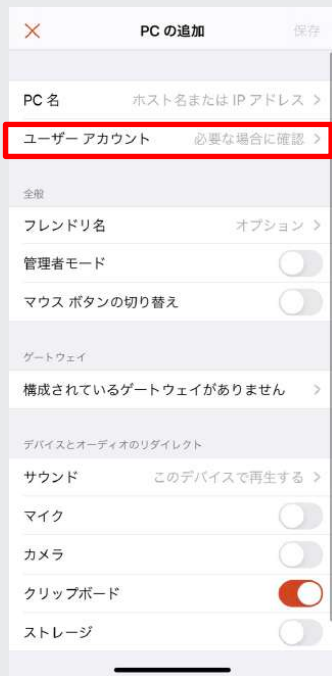 PC の追加 保存
PC 名 ホスト名または IP アドレス
ユーザー アカウント 必要な場合に確認
全般
フレンドリ名 オプション
管理者モード
マウス ボタンの切り替え
ゲートウェイ
構成されているゲートウェイがありません
デバイスとオーディオのリダイレクト
サウンド このデバイスで再生する
マイク
カメラ
クリップボード
ストレージ